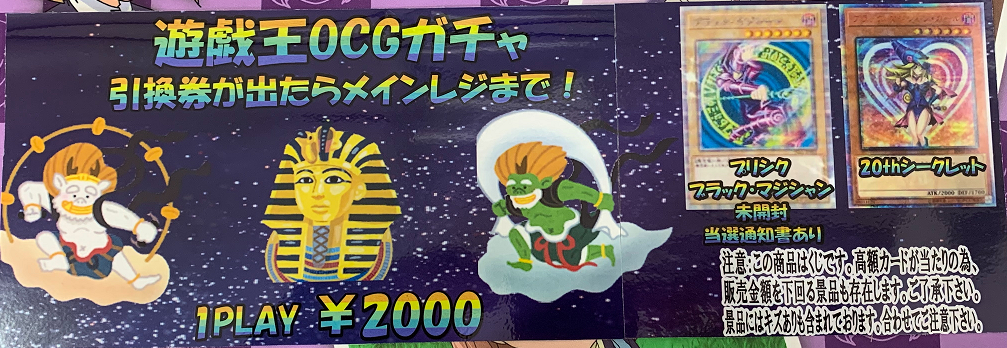 遊戯王OCGガチャ
引換券が出たらメインレジまで！
1PLAY ￥2000
プリシク
ブラック・マジシャン
未開封
当選通知書あり
20thシークレット
ATK/2000 DEF/1700
注意：この商品はくじです。高額カードが当たりの為、
販売金額を下回る景品も存在します。ご了承下さい。
景品にはキズありも含まれております。合わせてご注意下さい。